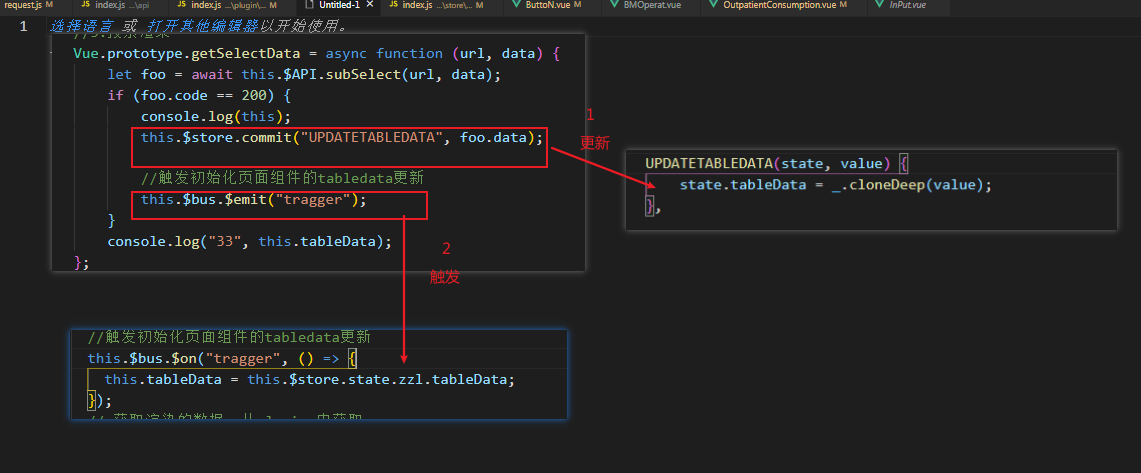 request.js M
index.js ...\api
index.js ...\plugin\... M
Untitled-1
index.js ...\store\... M
ButtoN.vue M
BMOperat.vue
OutpatientConsumption.vue M
InPut.vue
1
选择语言 或 打开其他编辑器以开始使用。
Vue.prototype.getSelectData = async function (url, data) {
let foo = await this.$API.subSelect(url, data);
if (foo.code == 200) {
console.log(this);
this.$store.commit("UPDATETABLEDATA", foo.data);
//触发初始化页面组件的tabledata更新
this.$bus.$emit("tragger");
}
console.log("33", this.tableData);
};
1
更新
UPDATETABLEDATA(state, value) {
state.tableData = _.cloneDeep(value);
},
2
触发
//触发初始化页面组件的tabledata更新
this.$bus.$on("tragger", () => {
this.tableData = this.$store.state.zzl.tableData;
});